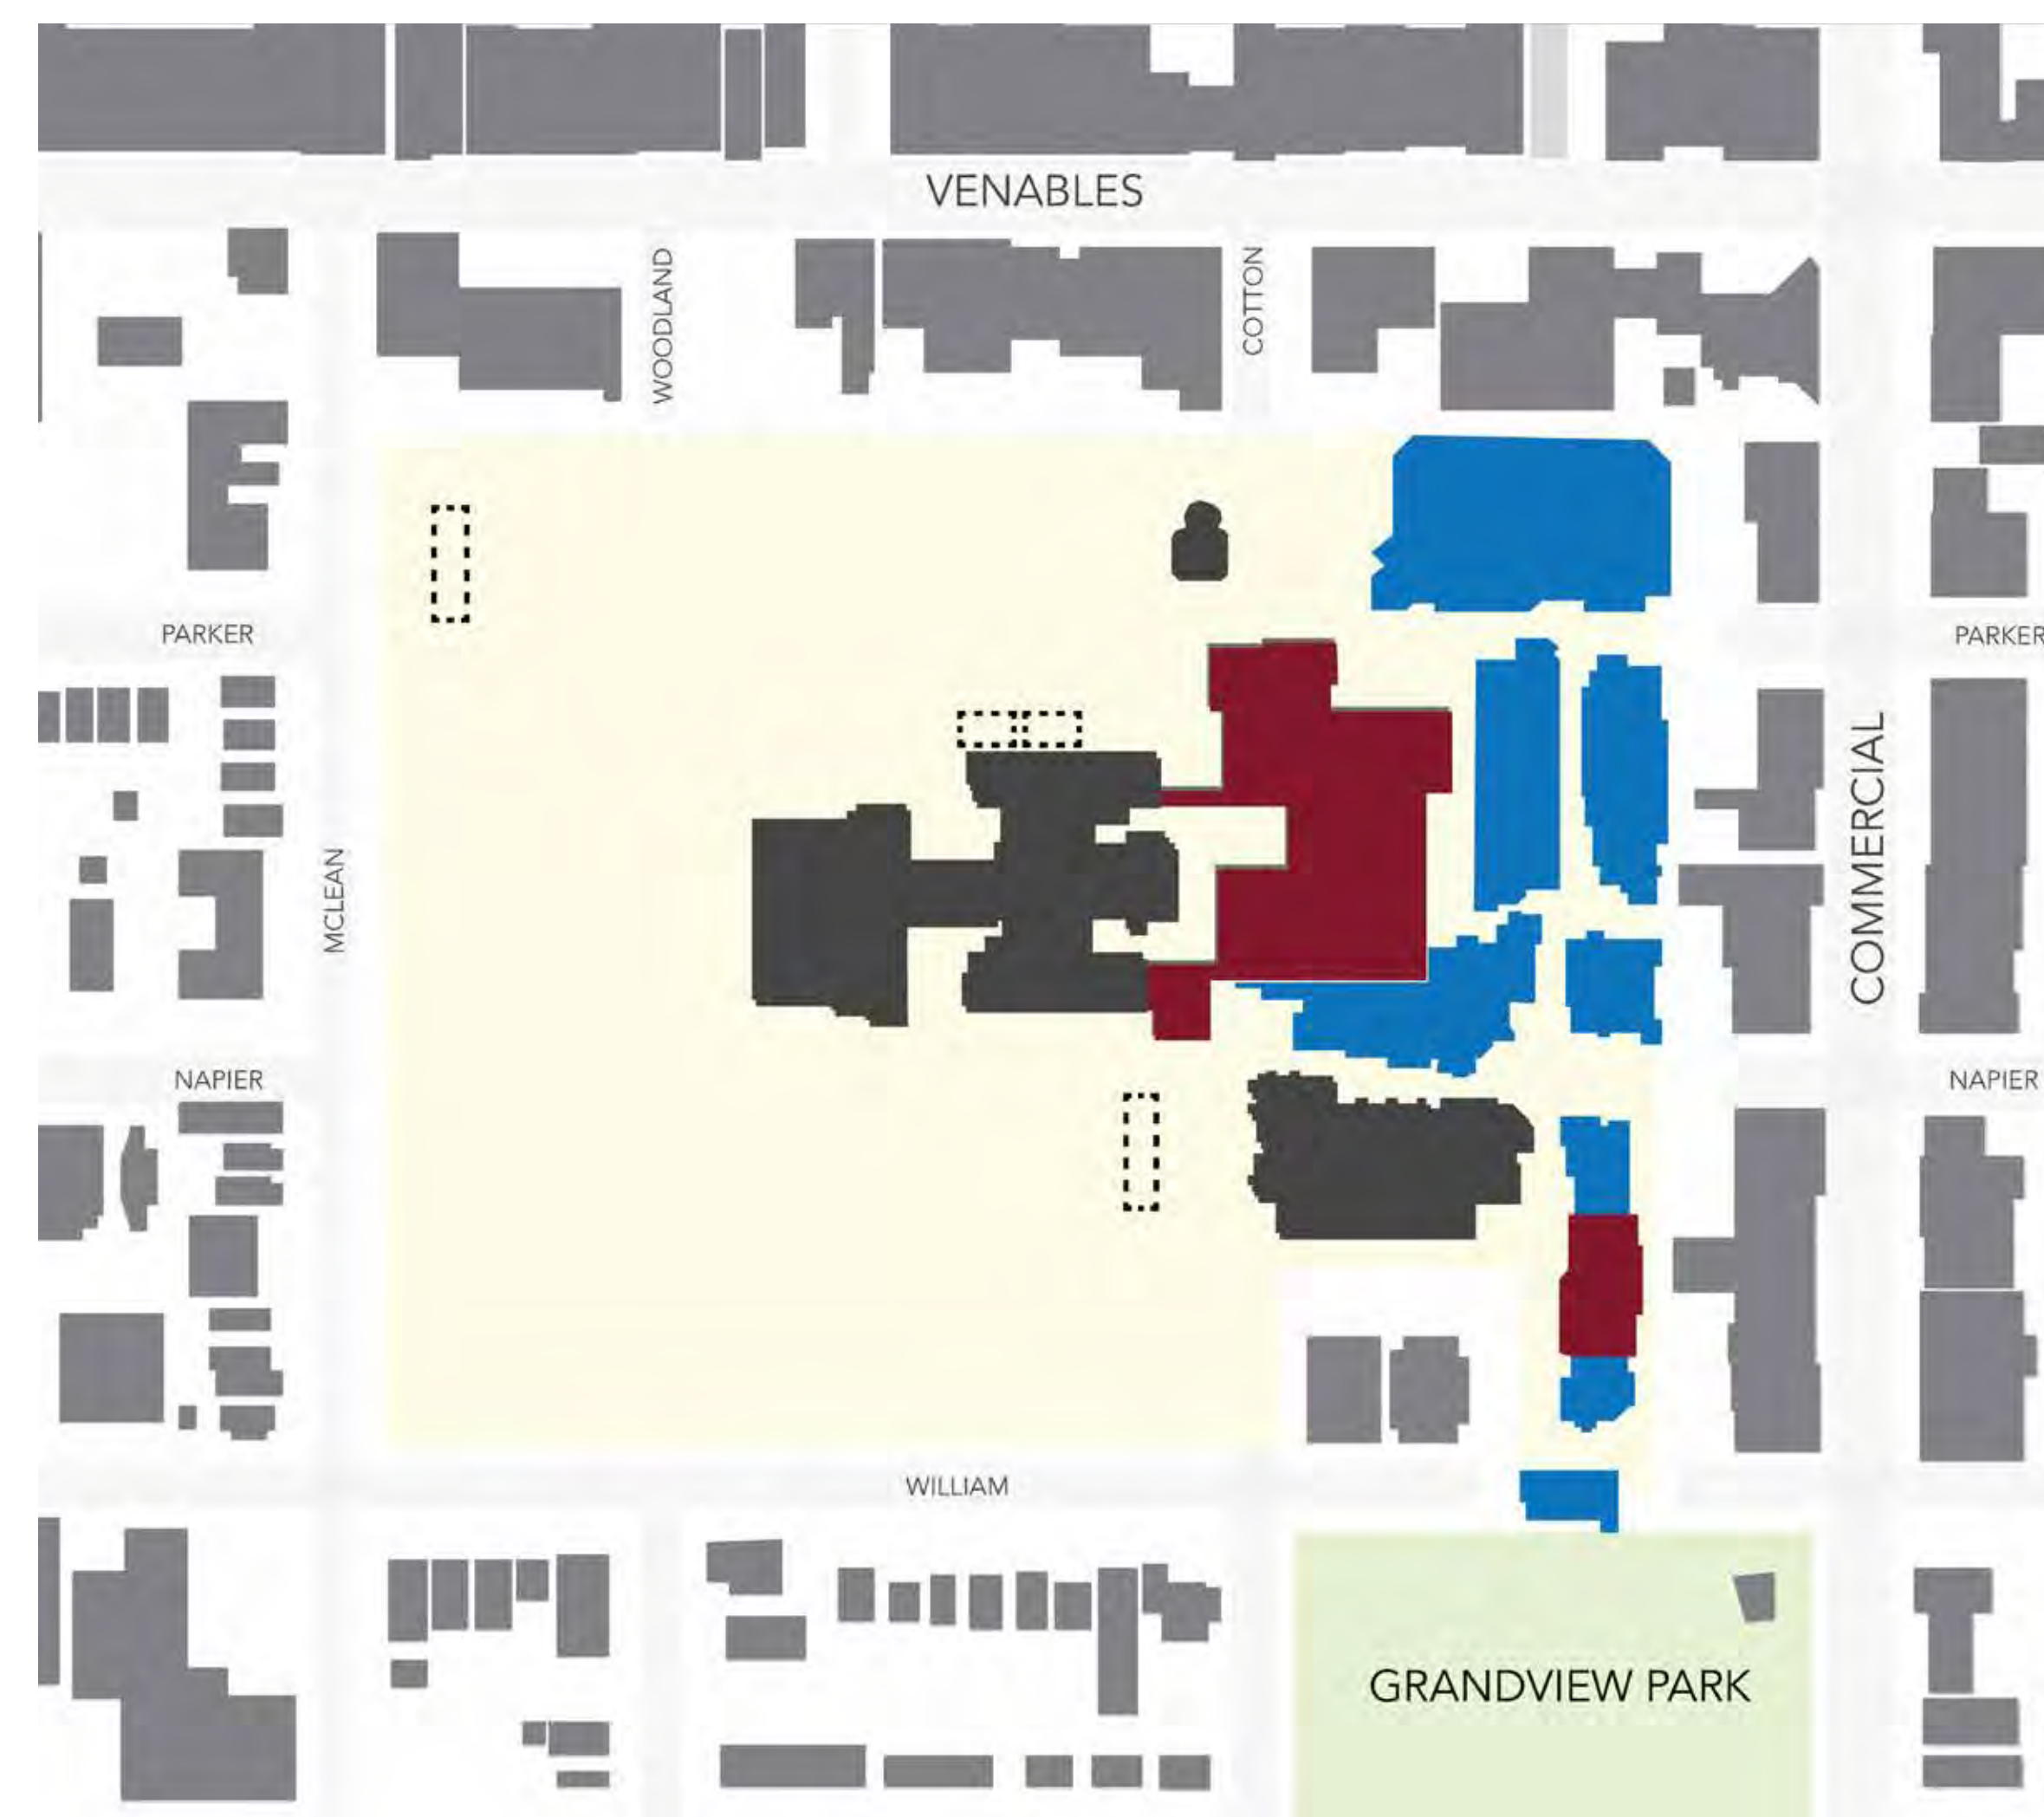 VENABLES
WOODLAND
COTTON
PARKER
PARKER
COMMERCIAL
MCLEAN
NAPIER
NAPIER
WILLIAM
GRANDVIEW PARK